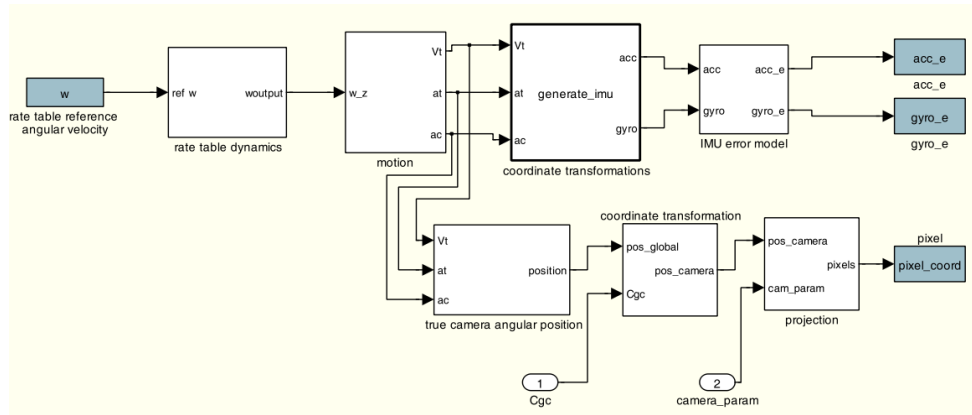 w
rate table reference
angular velocity
ref w
woutput
rate table dynamics
w_z
Vt
at
ac
motion
Vt
at
ac
generate_imu
acc
gyro
coordinate transformations
acc
gyro
acc_e
gyro_e
IMU error model
acc_e
acc_e
gyro_e
gyro_e
Vt
at
ac
position
true camera angular position
coordinate transformation
pos_global
pos_camera
Cgc
pos_camera
pixels
cam_param
projection
pixel
pixel_coord
1
Cgc
2
camera_param